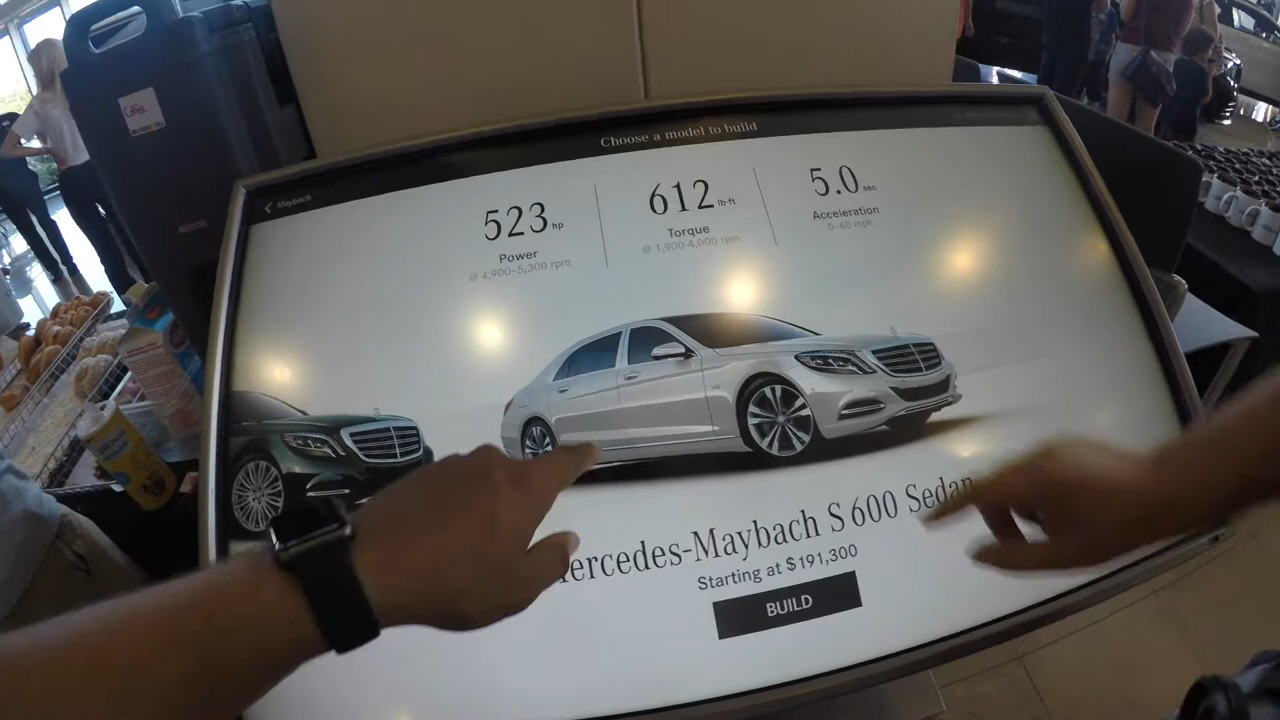 Choose a model to build
Maybach
523 hp
Power
@ 4,900-5,300 rpm
612 lb-ft
Torque
@ 1,900-4,000 rpm
5.0 sec
Acceleration
0-60 mph
ercedes-Maybach S 600 Sedan
Starting at $191,300
BUILD
Coffee